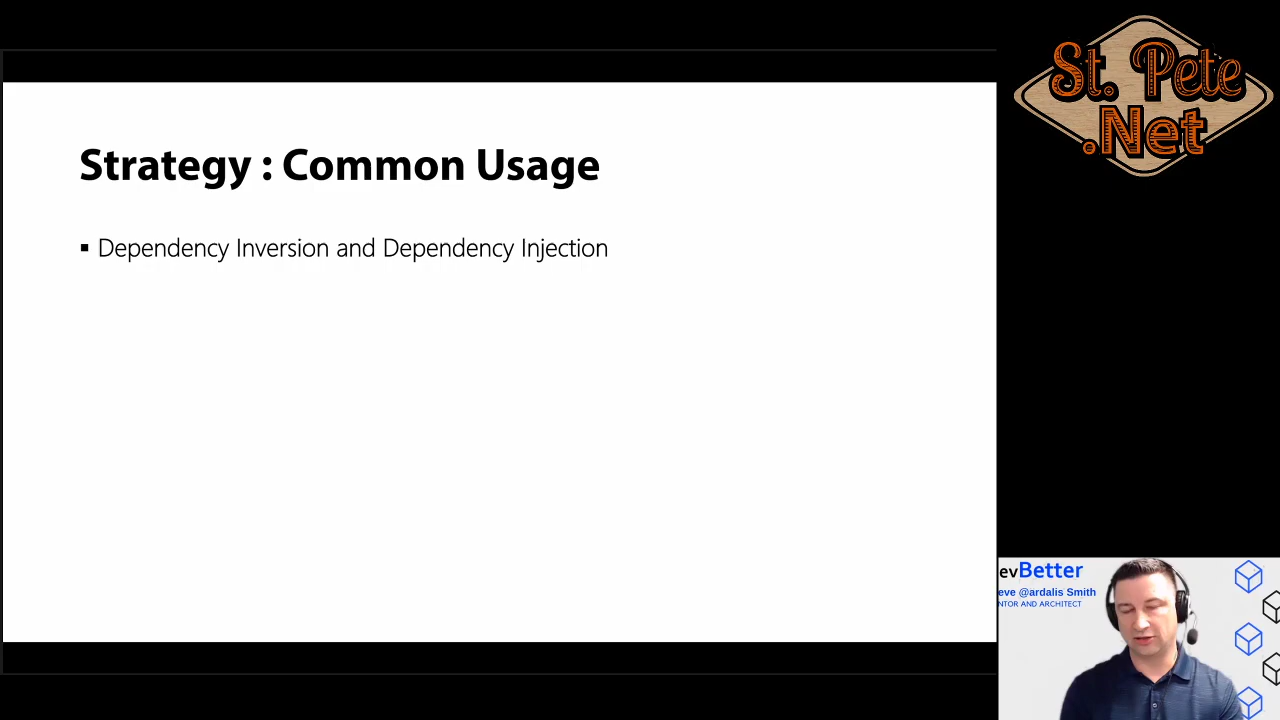 Strategy : Common Usage
▪ Dependency Inversion and Dependency Injection
St. Pete
.Net
evBetter
eve @ardalis Smith
NTOR AND ARCHITECT